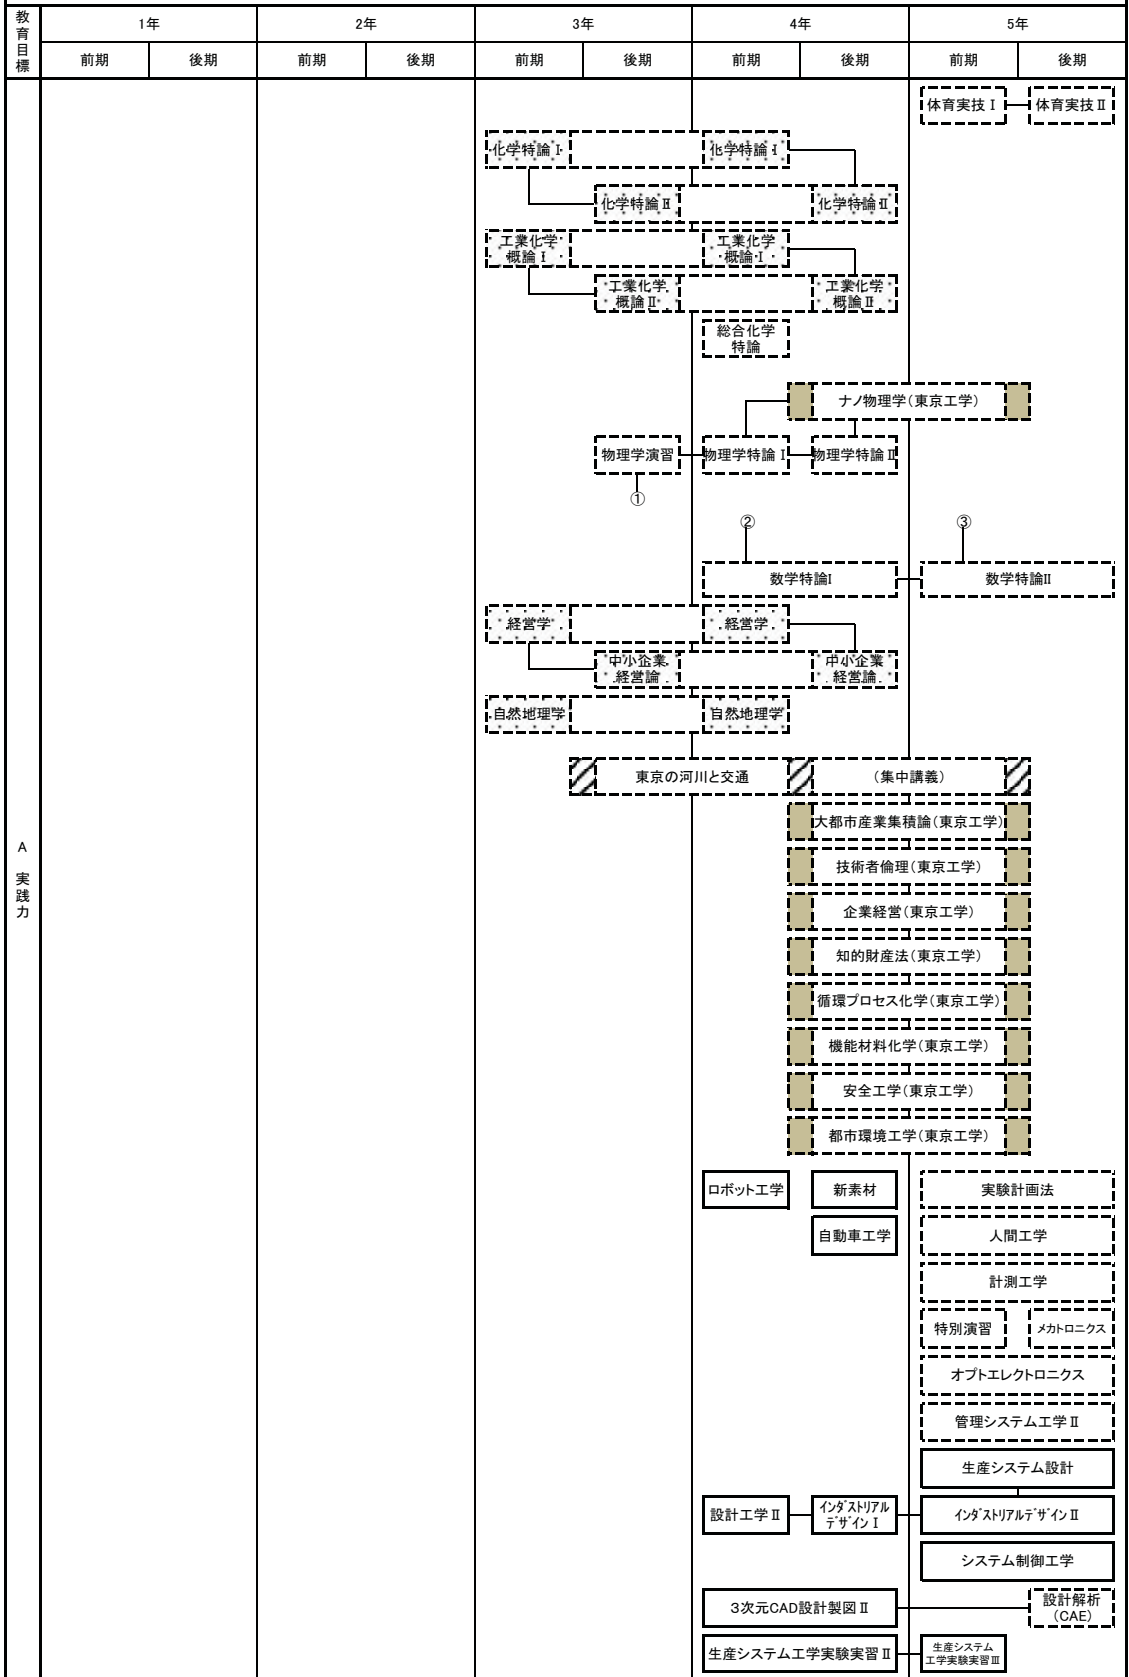 教育目標
1年 2年 3年 4年 5年
前期 後期 前期 後期 前期 後期 前期 後期 前期 後期
体育実技Ⅰ 体育実技Ⅱ
化学特論Ⅰ 化学特論Ⅰ
化学特論Ⅱ 化学特論Ⅱ
工業化学 工業化学
概論Ⅰ 概論Ⅰ
工業化学 工業化学
概論Ⅱ 概論Ⅱ
総合化学
特論
ナノ物理学(東京工学)
物理学演習 物理学特論Ⅰ 物理学特論Ⅱ
①
② ③
数学特論I 数学特論II
経営学 経営学
中小企業 中小企業
経営論 経営論
自然地理学 自然地理学
東京の河川と交通 (集中講義)
大都市産業集積論(東京工学)
A 実践力
技術者倫理(東京工学)
企業経営(東京工学)
知的財産法(東京工学)
循環プロセス化学(東京工学)
機能材料化学(東京工学)
安全工学(東京工学)
都市環境工学(東京工学)
ロボット工学 新素材 実験計画法
自動車工学 人間工学
計測工学
特別演習 メカトロニクス
オプトエレクトロニクス
管理システム工学Ⅱ
生産システム設計
設計工学Ⅱ インダストリアル インダストリアルデザインⅡ
デザインⅠ
システム制御工学
3次元CAD設計製図Ⅱ 設計解析
(CAE)
生産システム工学実験実習Ⅱ 生産システム
工学実験実習Ⅲ